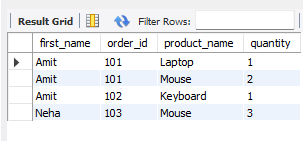 Result Grid Filter Rows:
first_name order_id product_name quantity
Amit 101 Laptop 1
Amit 101 Mouse 2
Amit 102 Keyboard 1
Neha 103 Mouse 3